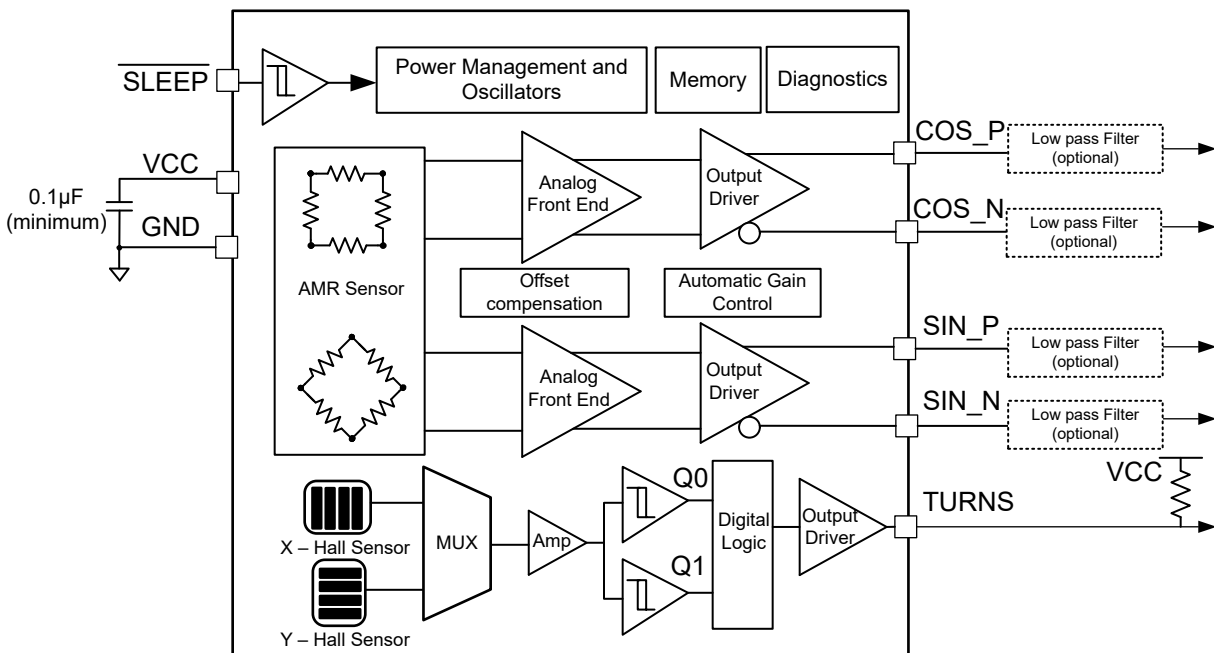 SLEEP
Power Management and
Oscillators
Memory
Diagnostics
COS_P
Low pass Filter
(optional)
VCC
0.1µF
(minimum)
GND
AMR Sensor
Analog
Front End
Output
Driver
COS_N
Low pass Filter
(optional)
Offset
compensation
Automatic Gain
Control
Analog
Front End
Output
Driver
SIN_P
Low pass Filter
(optional)
SIN_N
Low pass Filter
(optional)
VCC
X – Hall Sensor
Y – Hall Sensor
MUX
Amp
Q0
Q1
Digital
Logic
Output
Driver
TURNS